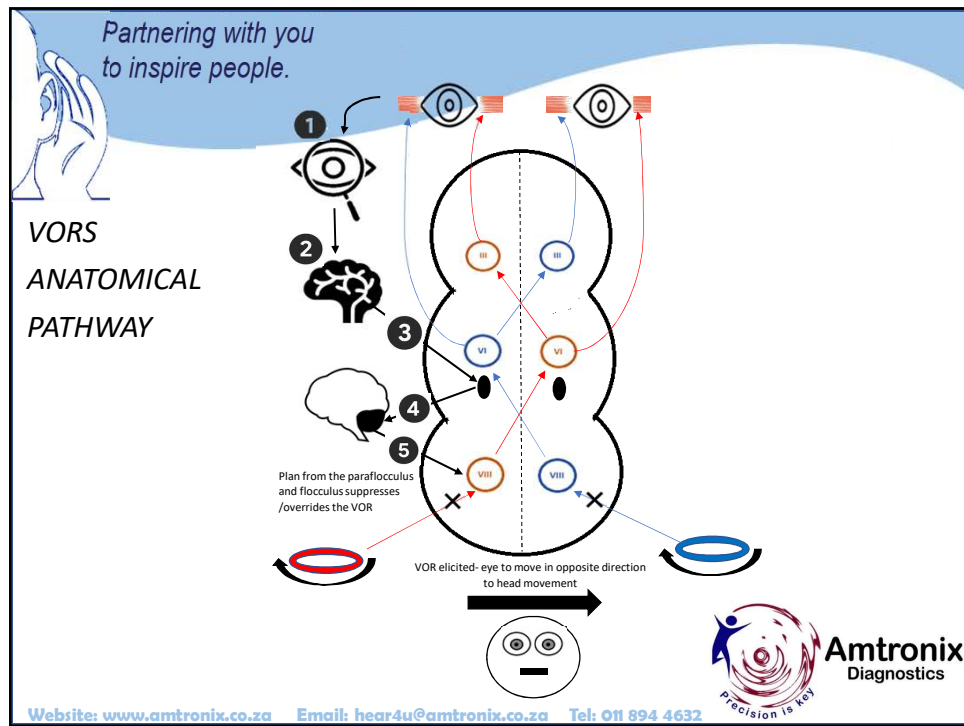 Partnering with you
to inspire people.
1
2
VORS
ANATOMICAL
PATHWAY
III
III
3
VI
VI
4
5
VIII
VIII
Plan from the paraflocculus
and flocculus suppresses
/overrides the VOR
VOR elicited- eye to move in opposite direction
to head movement
Amtronix
Diagnostics
Precision is key
Website: www.amtronix.co.za Email: hear4u@amtronix.co.za Tel: 011 894 4632